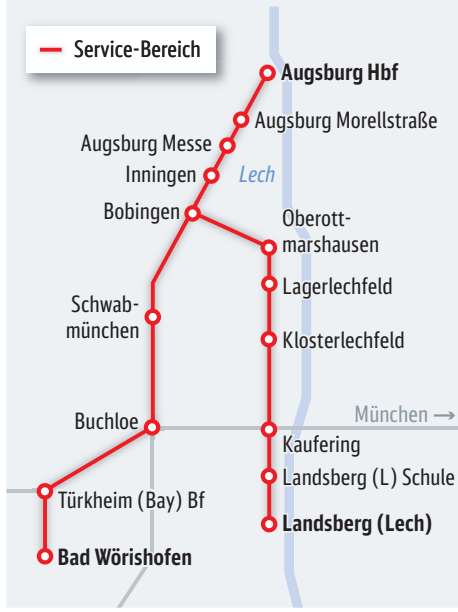 Service-Bereich
Augsburg Hbf
Augsburg Morellstraße
Augsburg Messe
Inningen
Lech
Bobingen
Oberott-
marshausen
Lagerlechfeld
Schwab-
münchen
Klosterlechfeld
München →
Buchloe
Kaufering
Landsberg (L) Schule
Türkheim (Bay) Bf
Landsberg (Lech)
Bad Wörishofen